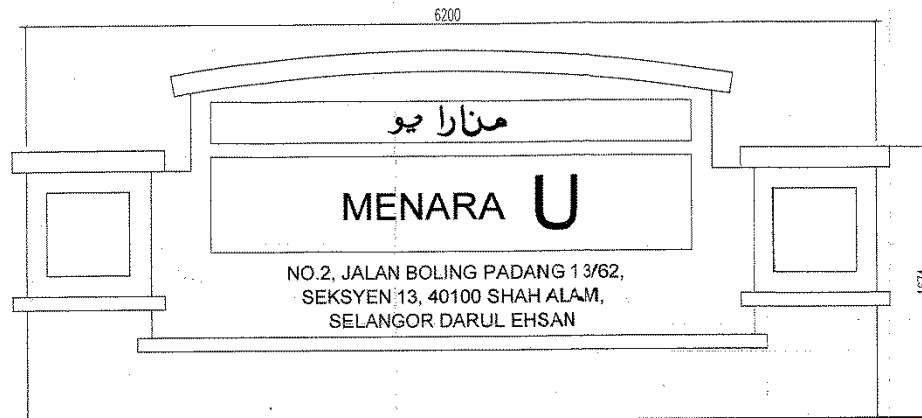 6200
منارا يو
MENARA U
NO.2, JALAN BOLING PADANG 13/62,
SEKSYEN 13, 40100 SHAH ALAM,
SELANGOR DARUL EHSAN